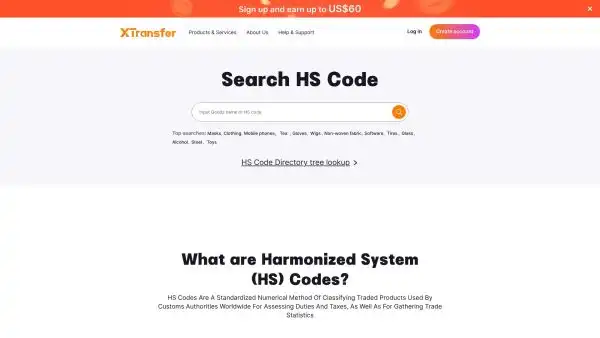 Sign up and earn up to US$60
XTransfer
Products & Services
About Us
Help & Support
Log in
Create account
Search HS Code
Input Goods name or HS code
Top searches: Masks, Clothing, Mobile phones, Tea , Gloves, Wigs , Non-woven fabric, Software, Tires, Glass,
Alcohol, Steel, Toys
HS Code Directory tree lookup
What are Harmonized System
(HS) Codes?
HS Codes Are A Standardized Numerical Method Of Classifying Traded Products Used By
Customs Authorities Worldwide For Assessing Duties And Taxes, As Well As For Gathering Trade
Statistics